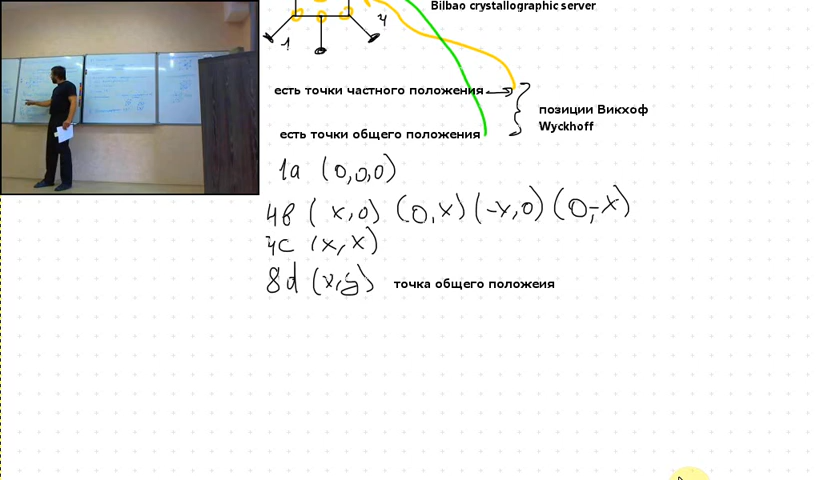 Bilbao crystallographic server
4
1
есть точки частного положения
позиции Викхоф
Wyckhoff
есть точки общего положения
1a (0,0,0)
4в (x,0) (0,x) (-x,0) (0,-x)
4c (x,x)
8d (x,y) точка общего положеия